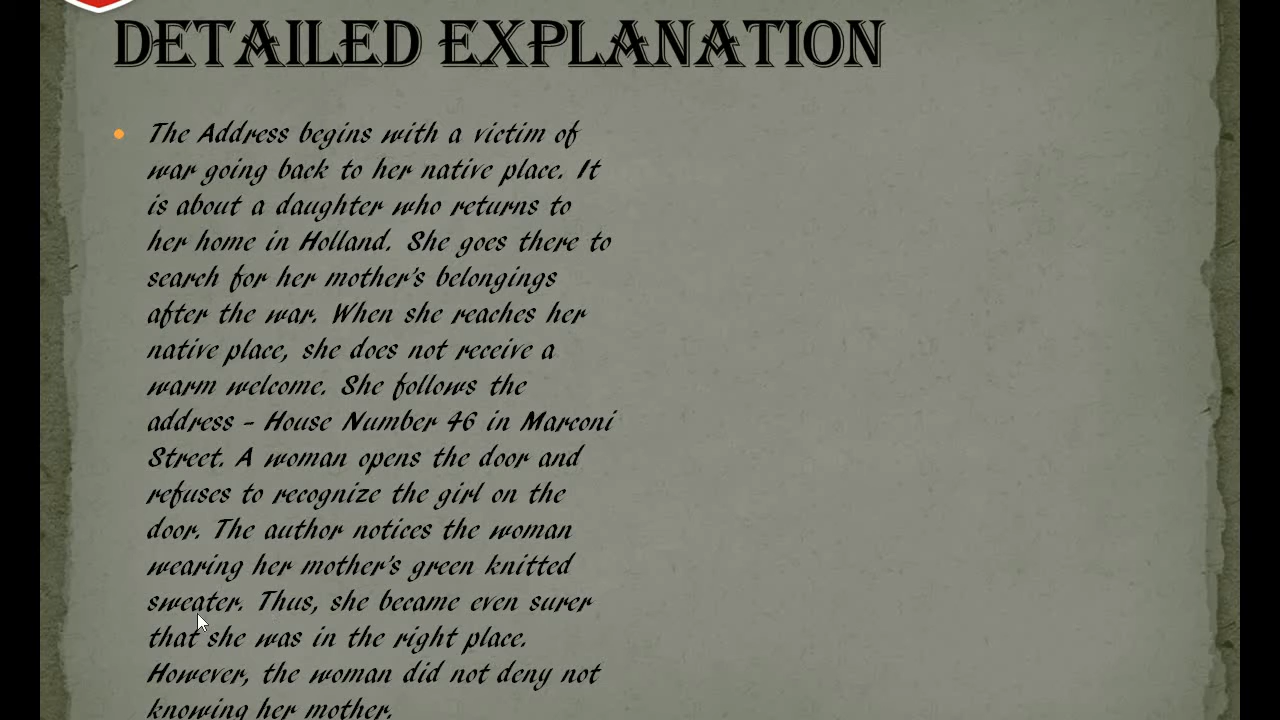 DETAILED EXPLANATION
The Address begins with a victim of
war going back to her native place. It
is about a daughter who returns to
her home in Holland. She goes there to
search for her mother's belongings
after the war. When she reaches her
native place, she does not receive a
warm welcome. She follows the
address – House Number 46 in Marconi
Street. A woman opens the door and
refuses to recognize the girl on the
door. The author notices the woman
wearing her mother's green knitted
sweater. Thus, she became even surer
that she was in the right place.
However, the woman did not deny not
knowing her mother.